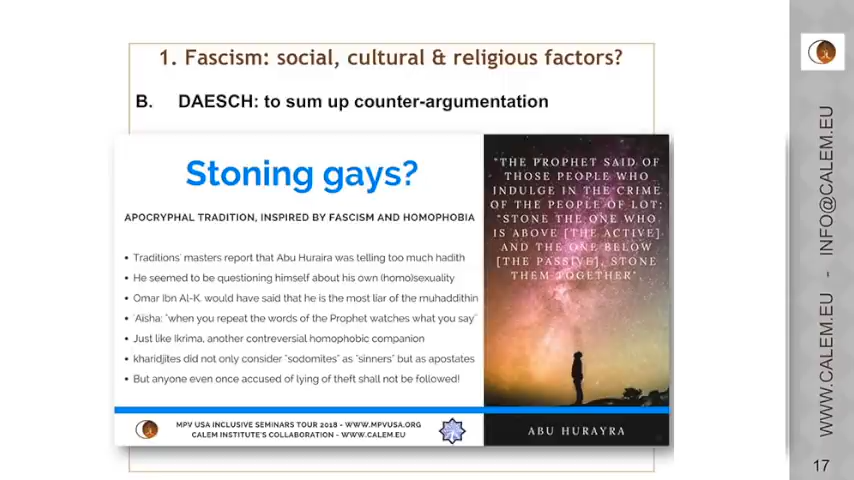 1. Fascism: social, cultural & religious factors?
B. DAESCH: to sum up counter-argumentation
Stoning gays?
APOCRYPHAL TRADITION, INSPIRED BY FASCISM AND HOMOPHOBIA
• Traditions' masters report that Abu Huraira was telling too much hadith
• He seemed to be questioning himself about his own (homo)sexuality
• Omar Ibn Al-K. would have said that he is the most liar of the muhaddithin
• 'Aïsha: "when you repeat the words of the Prophet watches what you say"
• Just like Ikrima, another controversial homophobic companion
• kharidjites did not only consider "sodomites" as "sinners" but as apostates
• But anyone even once accused of lying of theft shall not be followed!
MPV USA INCLUSIVE SEMINARS TOUR 2018 - WWW.MPVUSA.ORG
CALEM INSTITUTE'S COLLABORATION - WWW.CALEM.EU
"THE PROPHET SAID OF
THOSE PEOPLE WHO
INDULGE IN THE CRIME
OF THE PEOPLE OF LOT:
"STONE THE ONE WHO
IS ABOVE [THE ACTIVE]
AND THE ONE BELOW
[THE PASSIVE], STONE
THEM TOGETHER".
ABU HURAYRA
WWW.CALEM.EU - INFO@CALEM.EU
17